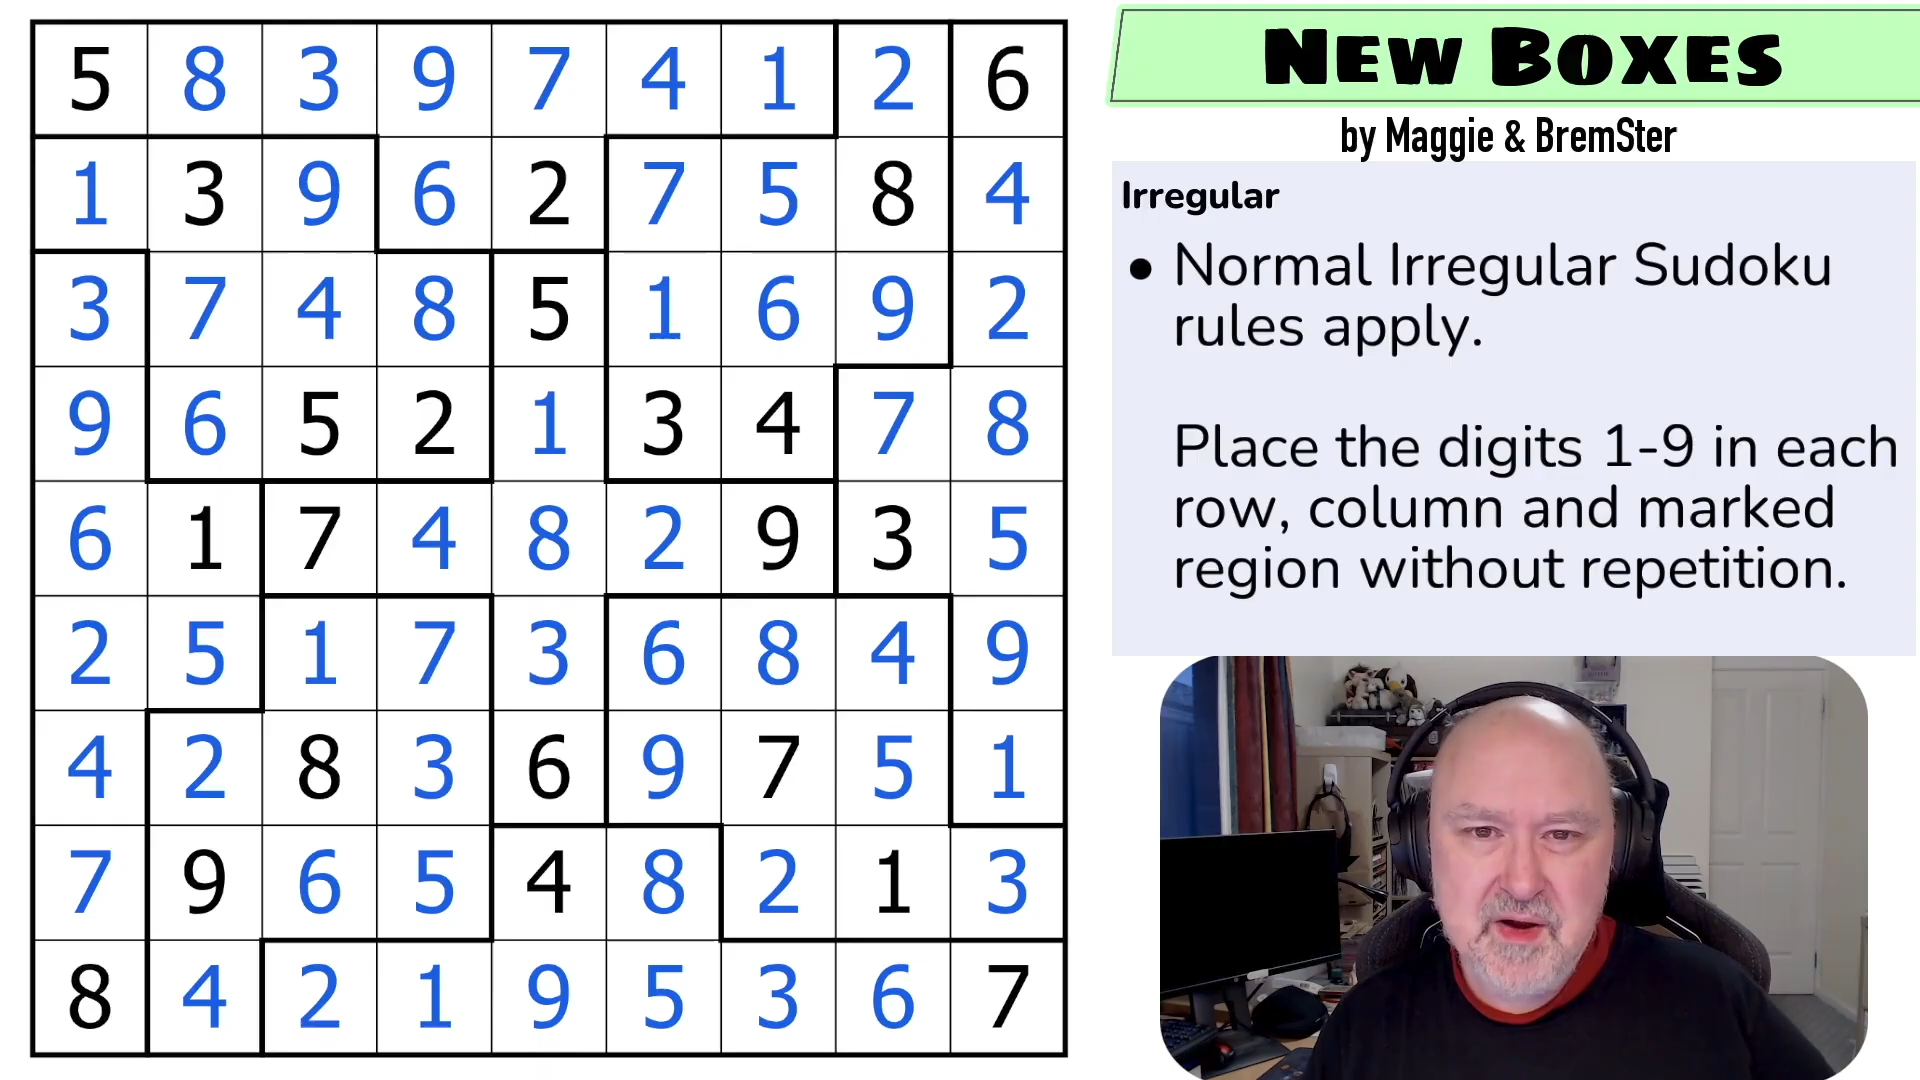 5 8 3 9 7 4 1 2 6
1 3 9 6 2 7 5 8 4
3 7 4 8 5 1 6 9 2
9 6 5 2 1 3 4 7 8
6 1 7 4 8 2 9 3 5
2 5 1 7 3 6 8 4 9
4 2 8 3 6 9 7 5 1
7 9 6 5 4 8 2 1 3
8 4 2 1 9 5 3 6 7
NEW BOXES
by Maggie & BremSter
Irregular
• Normal Irregular Sudoku
rules apply.
Place the digits 1-9 in each
row, column and marked
region without repetition.